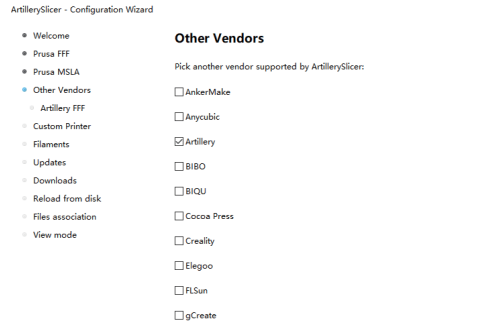 ArtillerySlicer - Configuration Wizard
Welcome
Prusa FFF
Prusa MSLA
Other Vendors
Artillery FFF
Custom Printer
Filaments
Updates
Downloads
Reload from disk
Files association
View mode
Other Vendors
Pick another vendor supported by ArtillerySlicer:
AnkerMake
Anycubic
Artillery
BIBO
BIQU
Cocoa Press
Creality
Elegoo
FLSun
gCreate